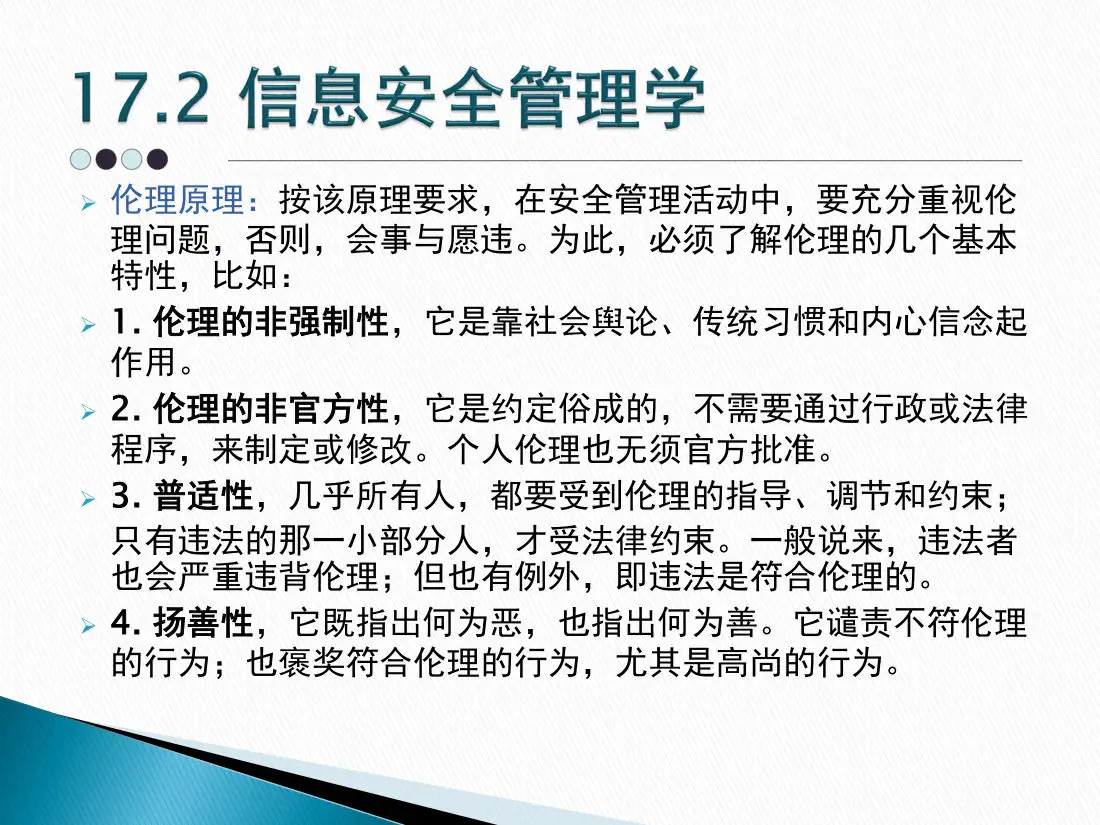 17.2 信息安全管理学
伦理原理：按该原理要求，在安全管理活动中，要充分重视伦
理问题，否则，会事与愿违。为此，必须了解伦理的几个基本
特性，比如：
1. 伦理的非强制性，它是靠社会舆论、传统习惯和内心信念起
作用。
2. 伦理的非官方性，它是约定俗成的，不需要通过行政或法律
程序，来制定或修改。个人伦理也无须官方批准。
3. 普适性，几乎所有人，都要受到伦理的指导、调节和约束；
只有违法的那一小部分人，才受法律约束。一般说来，违法者
也会严重违背伦理；但也有例外，即违法是符合伦理的。
4. 扬善性，它既指出何为恶，也指出何为善。它谴责不符伦理
的行为；也褒奖符合伦理的行为，尤其是高尚的行为。